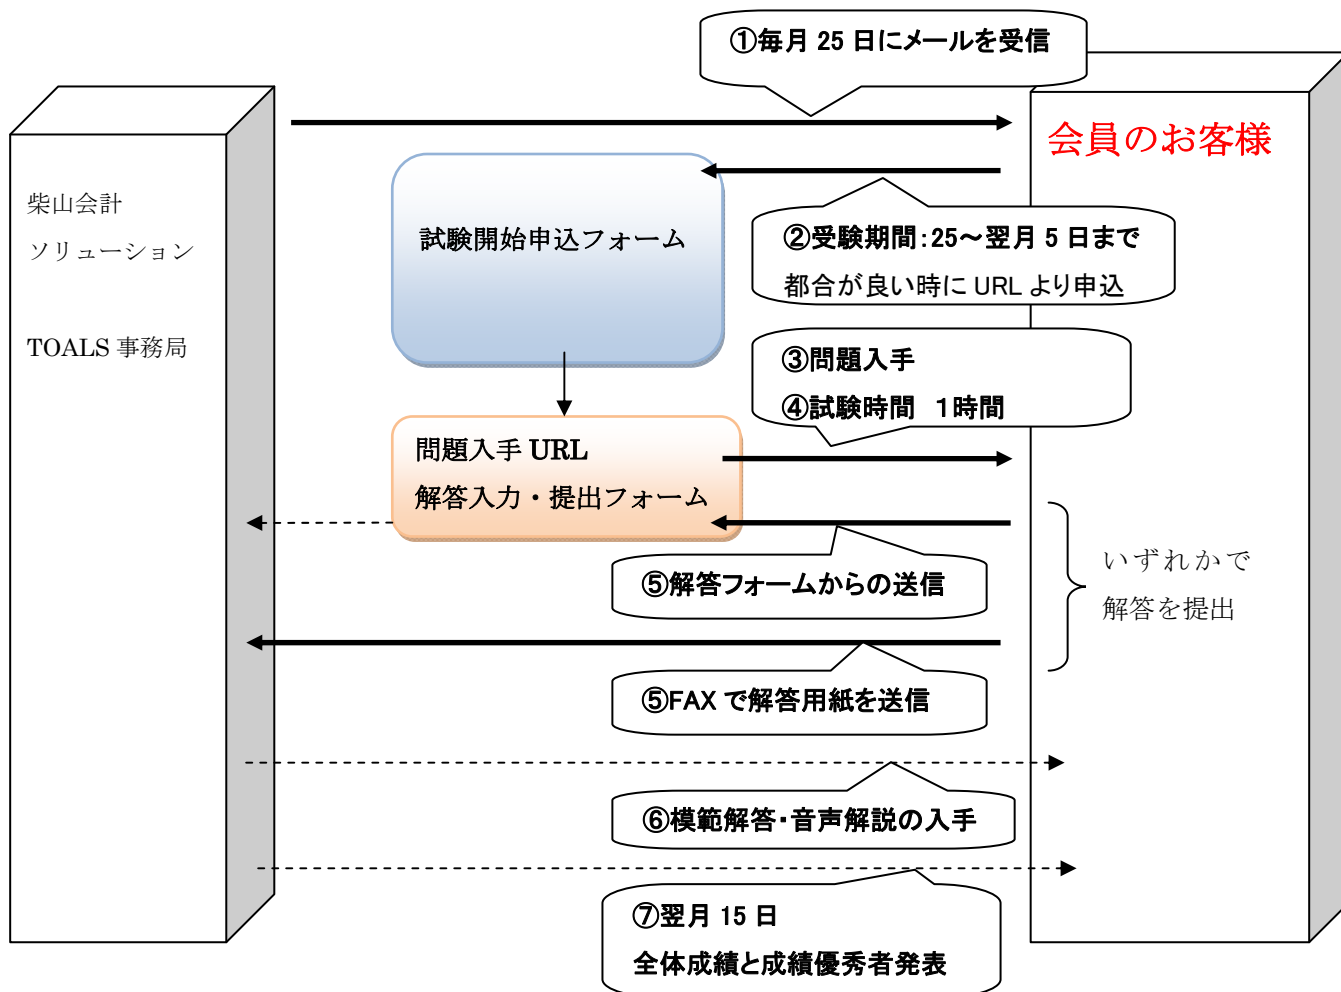 ①毎月 25 日にメールを受信
会員のお客様
柴山会計
ソリューション
TOALS 事務局
試験開始申込フォーム
②受験期間：25～翌月 5 日まで
都合が良い時に URL より申込
③問題入手
④試験時間　１時間
問題入手 URL
解答入力・提出フォーム
⑤解答フォームからの送信
いずれかで
解答を提出
⑤FAX で解答用紙を送信
⑥模範解答・音声解説の入手
⑦翌月 15 日
全体成績と成績優秀者発表